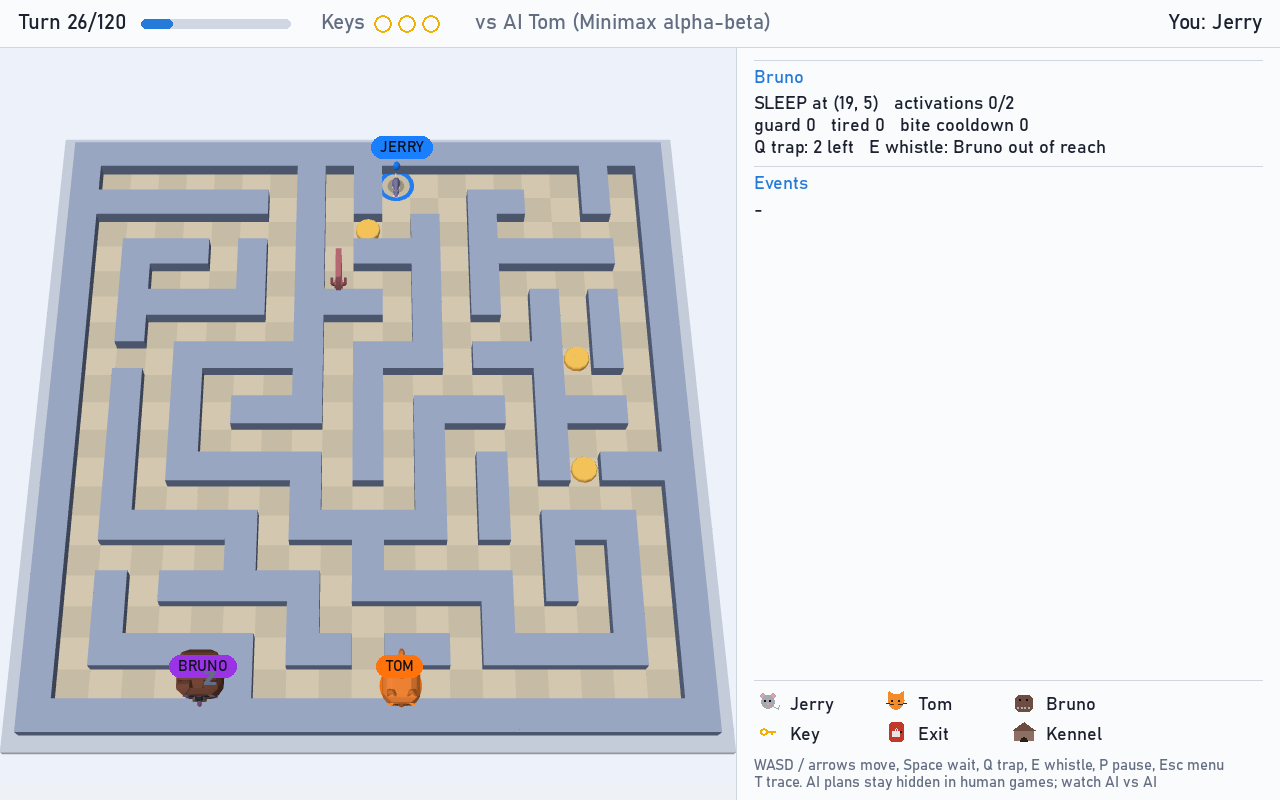 Turn 26/120
Keys
vs AI Tom (Minimax alpha-beta)
You: Jerry
Bruno
SLEEP at (19, 5) activations 0/2
guard 0 tired 0 bite cooldown 0
Q trap: 2 left E whistle: Bruno out of reach
Events
-
JERRY
BRUNO
Z
TOM
Jerry
Tom
Bruno
Key
Exit
Kennel
WASD / arrows move, Space wait, Q trap, E whistle, P pause, Esc menu
T trace. AI plans stay hidden in human games; watch AI vs AI